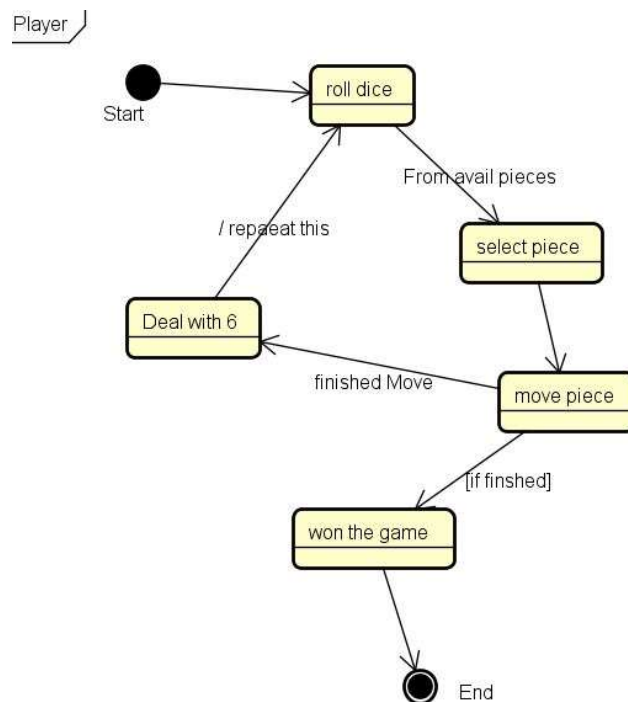 Player
roll dice
Start
From avail pieces
/ repaeat this
select piece
Deal with 6
finished Move
move piece
[if finshed]
won the game
End